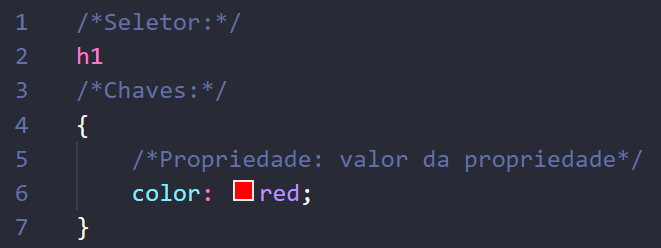 1 /*Seletor:*/
2 h1
3 /*Chaves:*/
4 {
5 /*Propriedade: valor da propriedade*/
6 color: red;
7 }